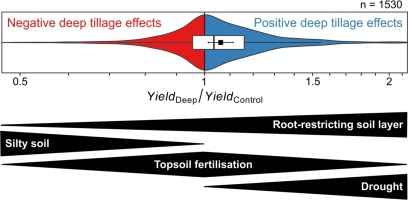 n = 1530
Negative deep tillage effects Positive deep tillage effects
0.5 1 1.5 2
YieldDeep / YieldControl
Root-restricting soil layer
Silty soil
Topsoil fertilisation
Drought